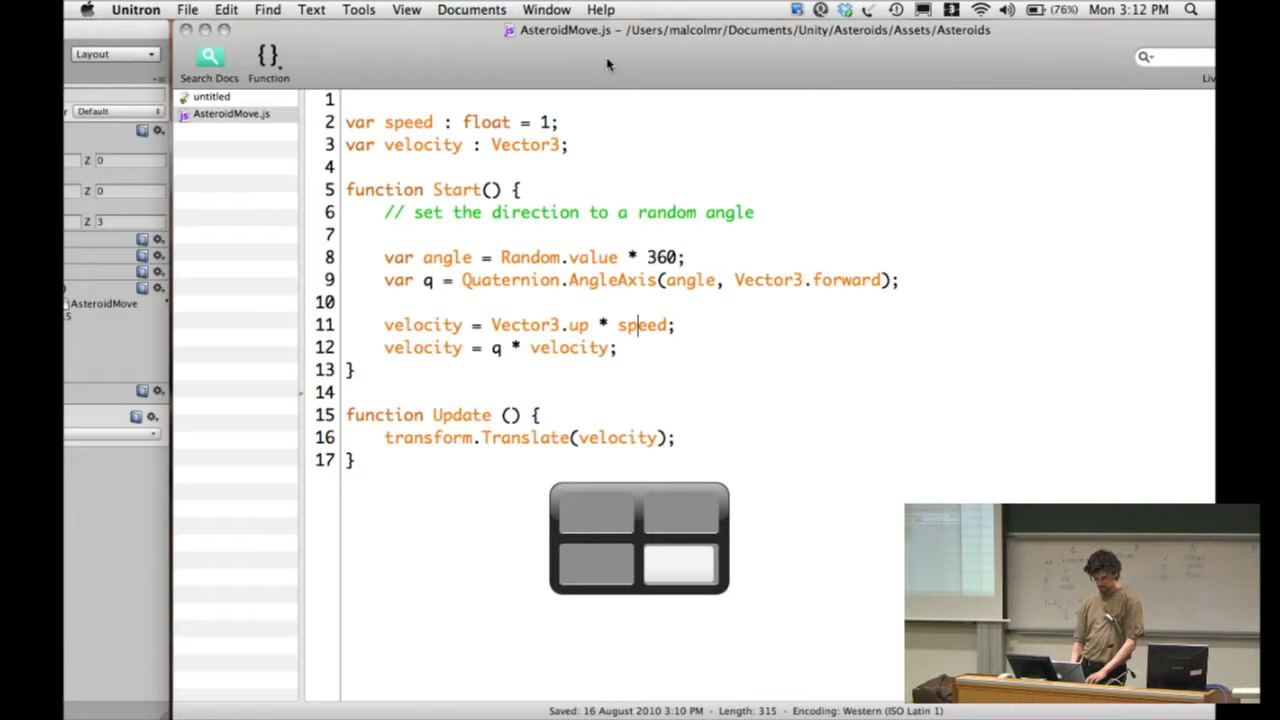 Unitron File Edit Find Text Tools View Documents Window Help (76%) Mon 3:12 PM
AsteroidMove.js – /Users/malcolmr/Documents/Unity/Asteroids/Assets/Asteroids
Layout
Search Docs
{}
Function
Default
Z 0
Z 0
Z 3
AsteroidMove
untitled
AsteroidMove.js
1
2 var speed : float = 1;
3 var velocity : Vector3;
4
5 function Start() {
6 // set the direction to a random angle
7
8 var angle = Random.value * 360;
9 var q = Quaternion.AngleAxis(angle, Vector3.forward);
10
11 velocity = Vector3.up * speed;
12 velocity = q * velocity;
13 }
14
15 function Update () {
16 transform.Translate(velocity);
17 }
Saved: 16 August 2010 3:10 PM • Length: 315 • Encoding: Western (ISO Latin 1)